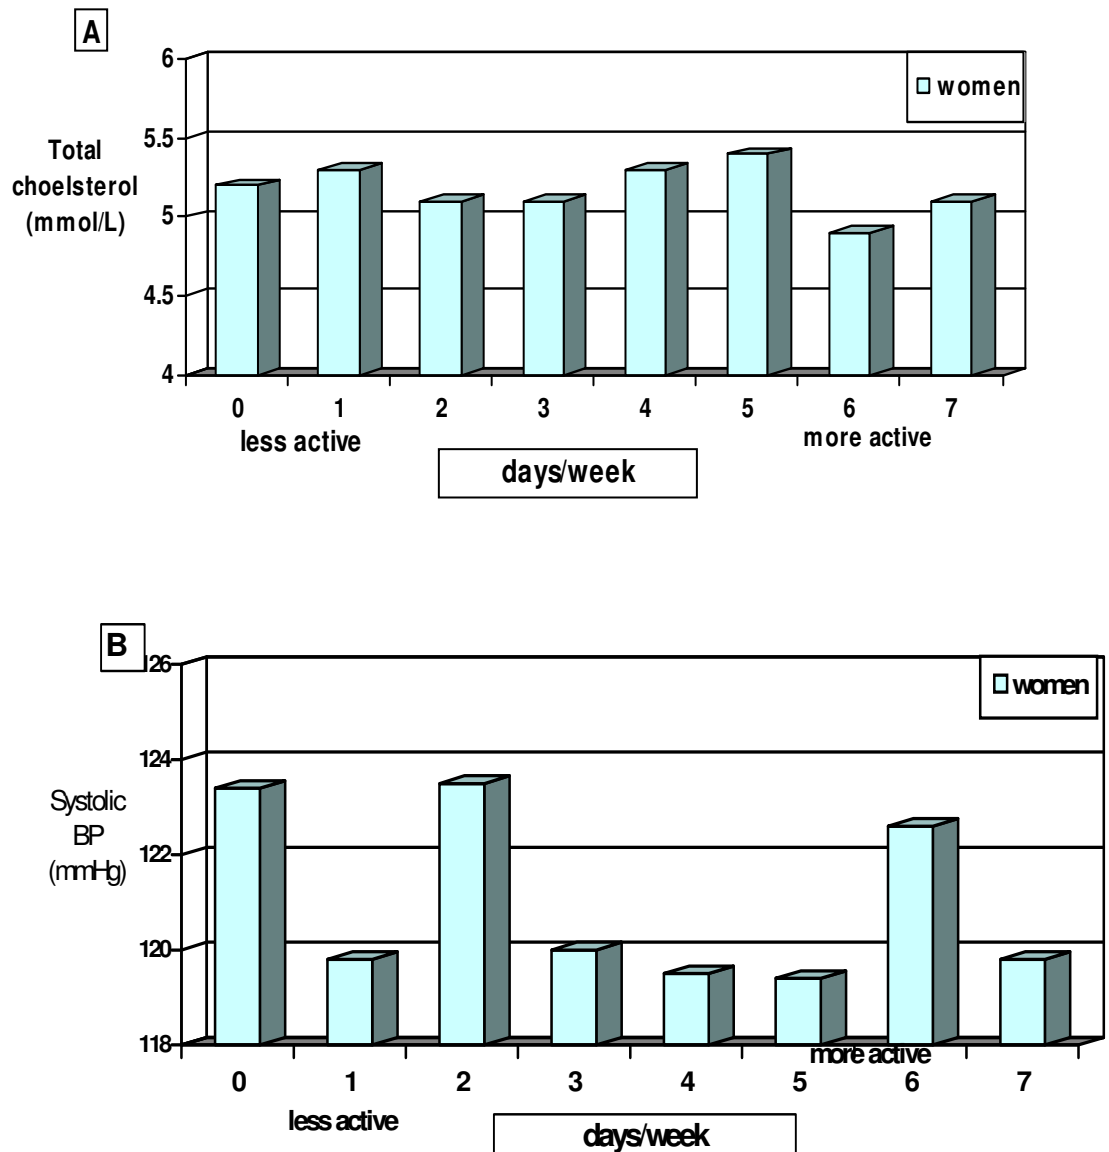 A
6
women
5.5
Total
choelsterol
(mmol/L)
5
4.5
4
0 1 2 3 4 5 6 7
less active more active
days/week
B
126
women
124
Systolic
BP
(mmHg)
122
120
118
more active
0 1 2 3 4 5 6 7
less active
days/week